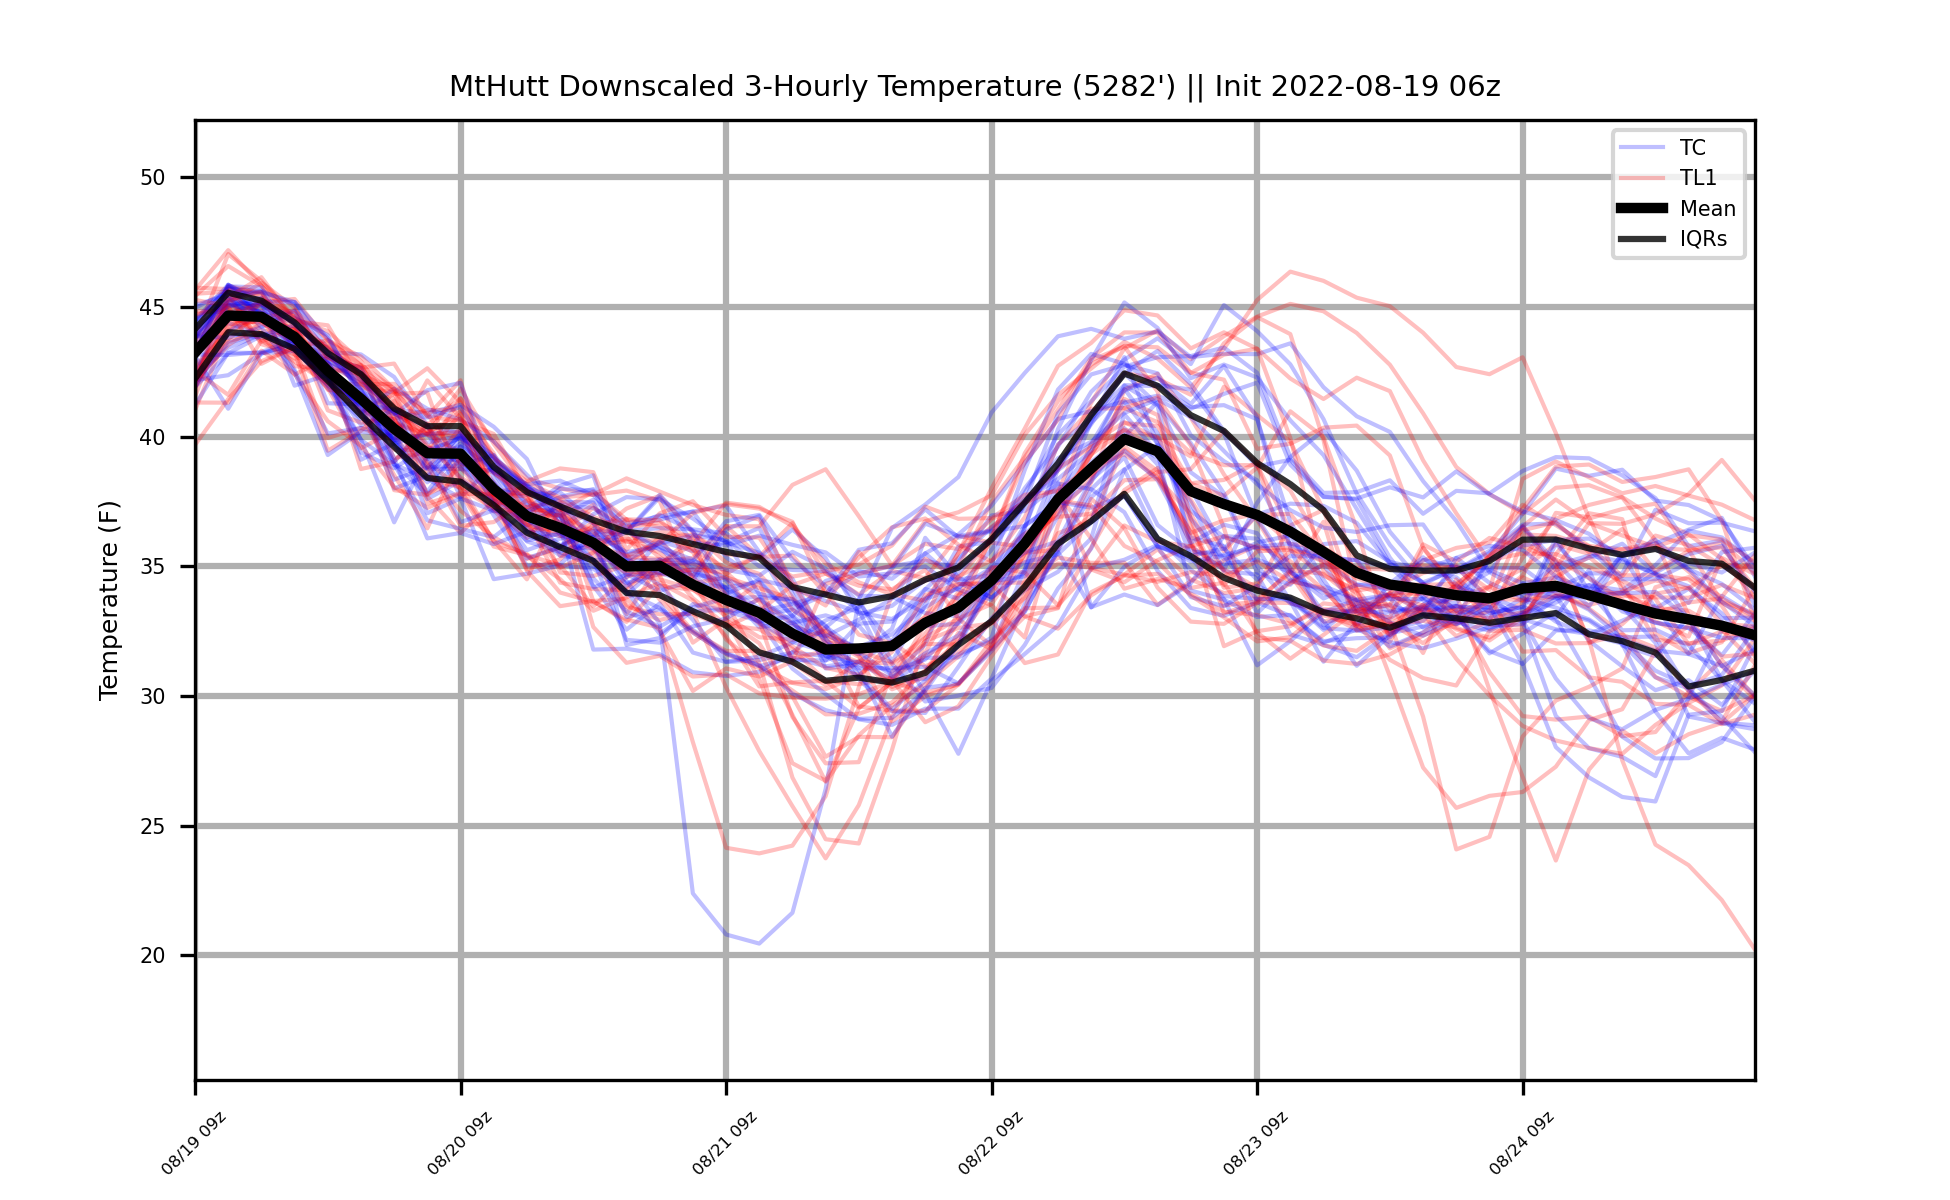 MtHutt Downscaled 3-Hourly Temperature (5282') || Init 2022-08-19 06z
TC
TL1
Mean
IQRs
Temperature (F)
50
45
40
35
30
25
20
08/19 09z
08/20 09z
08/21 09z
08/22 09z
08/23 09z
08/24 09z